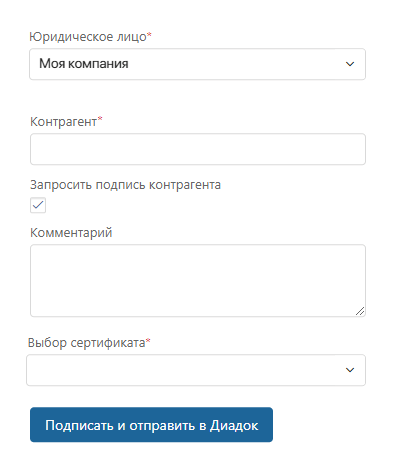 Юридическое лицо*
Моя компания
Контрагент*
Запросить подпись контрагента
Комментарий
Выбор сертификата*
Подписать и отправить в Диадок